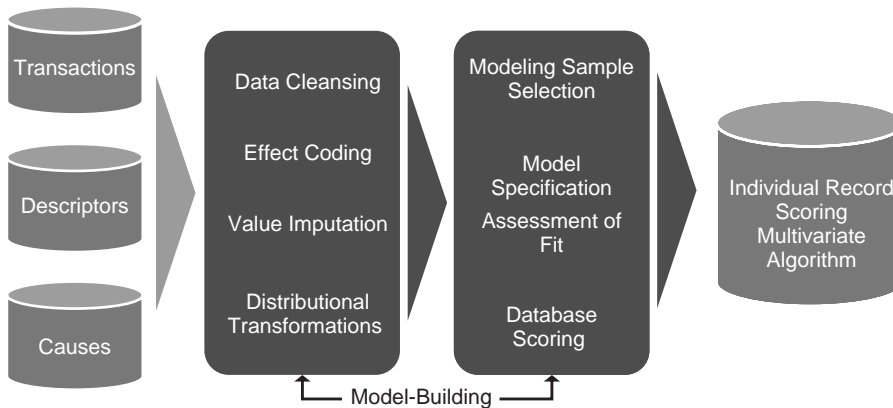 Transactions
Descriptors
Causes
Data Cleansing
Effect Coding
Value Imputation
Distributional
Transformations
Modeling Sample
Selection
Model
Specification
Assessment of
Fit
Database
Scoring
Individual Record
Scoring
Multivariate
Algorithm
Model-Building